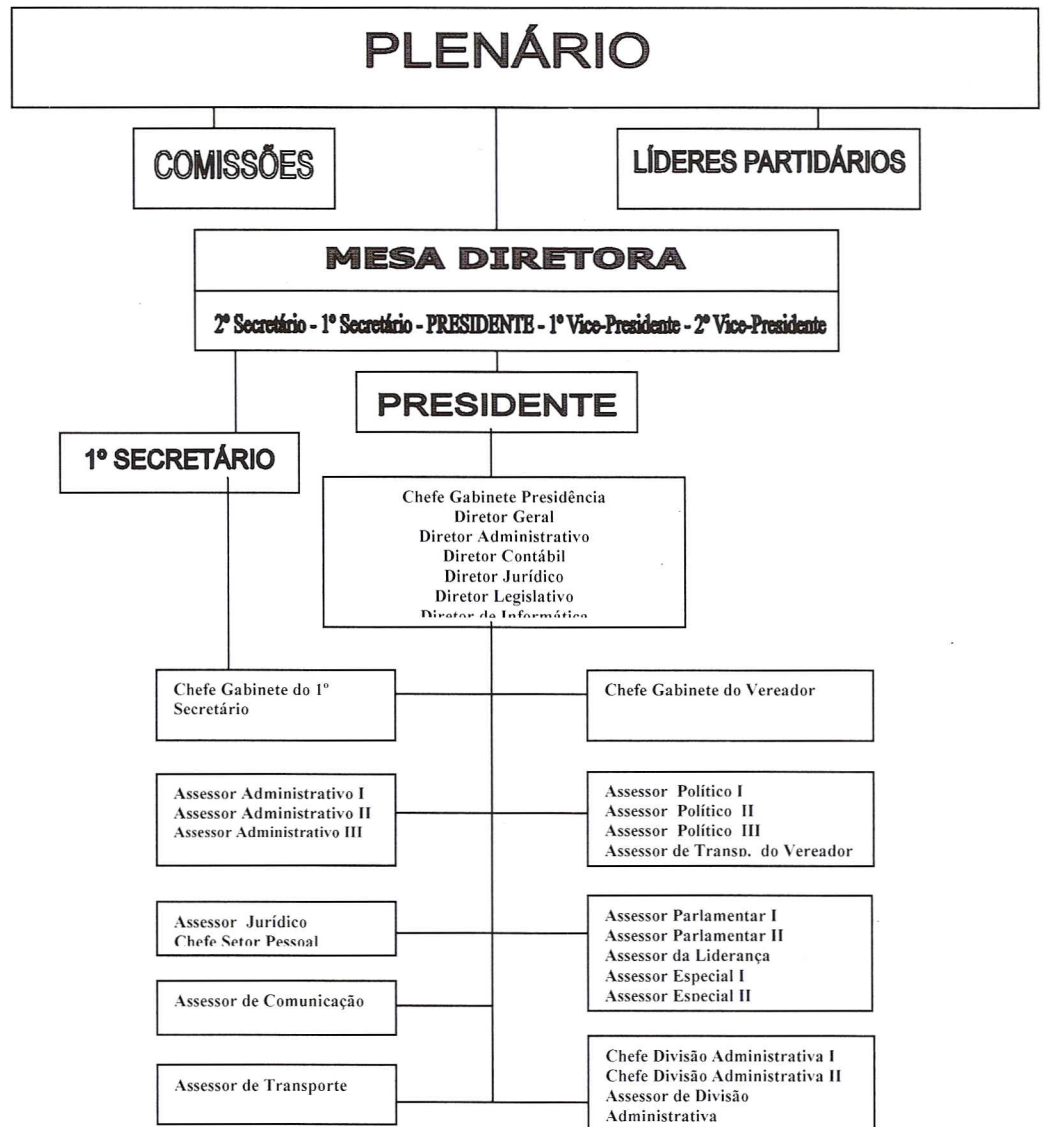 PLENÁRIO
COMISSÕES
LÍDERES PARTIDÁRIOS
MESA DIRETORA
2º Secretário - 1º Secretário - PRESIDENTE - 1º Vice-Presidente - 2º Vice-Presidente
PRESIDENTE
1º SECRETÁRIO
Chefe Gabinete Presidência
Diretor Geral
Diretor Administrativo
Diretor Contábil
Diretor Jurídico
Diretor Legislativo
Diretor de Informática
Chefe Gabinete do 1º
Secretário
Chefe Gabinete do Vereador
Assessor Administrativo I
Assessor Administrativo II
Assessor Administrativo III
Assessor Político I
Assessor Político II
Assessor Político III
Assessor de Transp. do Vereador
Assessor Jurídico
Chefe Setor Pessoal
Assessor Parlamentar I
Assessor Parlamentar II
Assessor da Liderança
Assessor Especial I
Assessor Especial II
Assessor de Comunicação
Assessor de Transporte
Chefe Divisão Administrativa I
Chefe Divisão Administrativa II
Assessor de Divisão
Administrativa